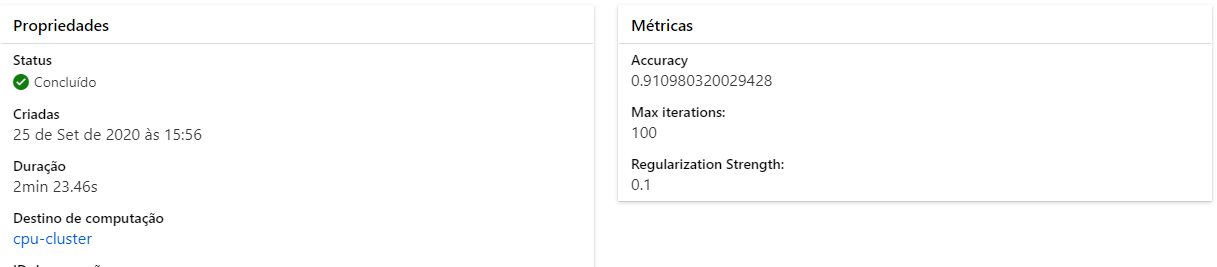 Propriedades
Status
Concluído
Criadas
25 de Set de 2020 às 15:56
Duração
2min 23.46s
Destino de computação
cpu-cluster
Métricas
Accuracy
0.910980320029428
Max iterations:
100
Regularization Strength:
0.1